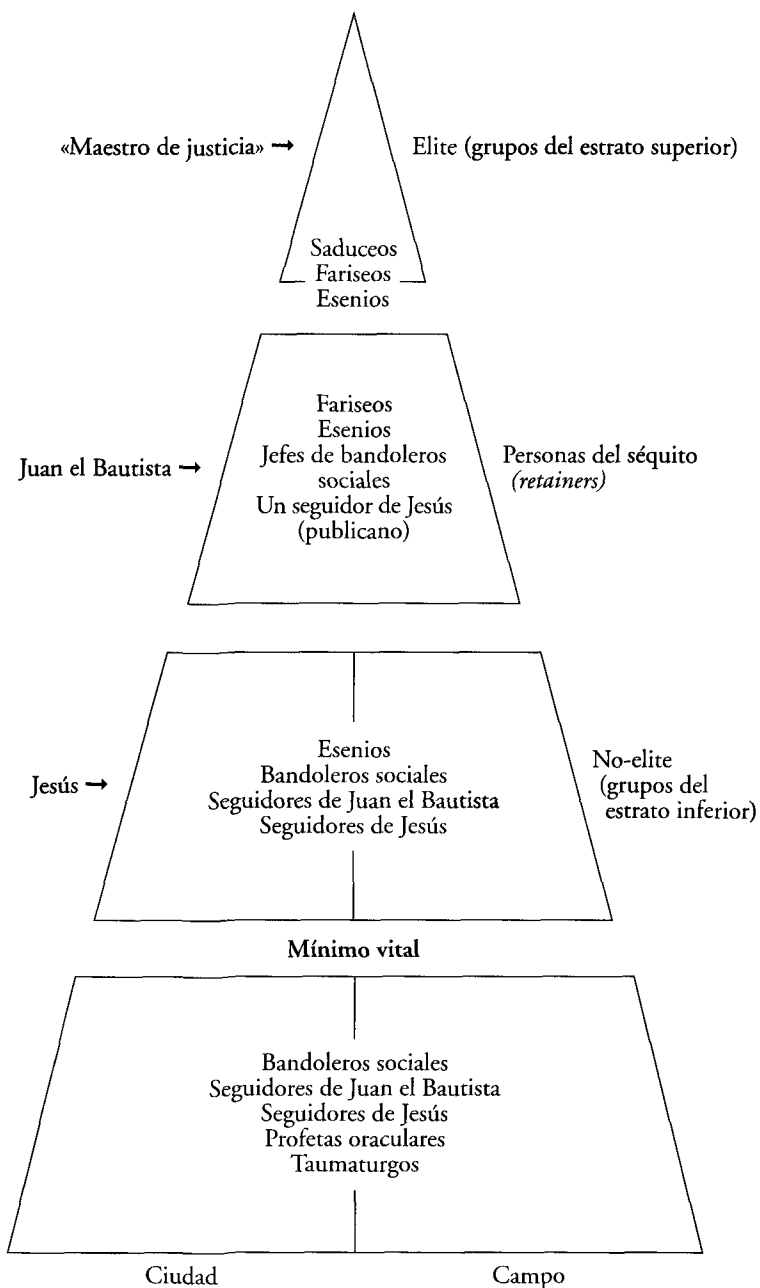 «Maestro de justicia» →
Elite (grupos del estrato superior)
Saduceos
Fariseos
Esenios
Fariseos
Esenios
Jefes de bandoleros
sociales
Un seguidor de Jesús
(publicano)
Juan el Bautista →
Personas del séquito
(retainers)
Esenios
Bandoleros sociales
Seguidores de Juan el Bautista
Seguidores de Jesús
Jesús →
No-elite
(grupos del
estrato inferior)
Mínimo vital
Bandoleros sociales
Seguidores de Juan el Bautista
Seguidores de Jesús
Profetas oraculares
Taumaturgos
Ciudad
Campo